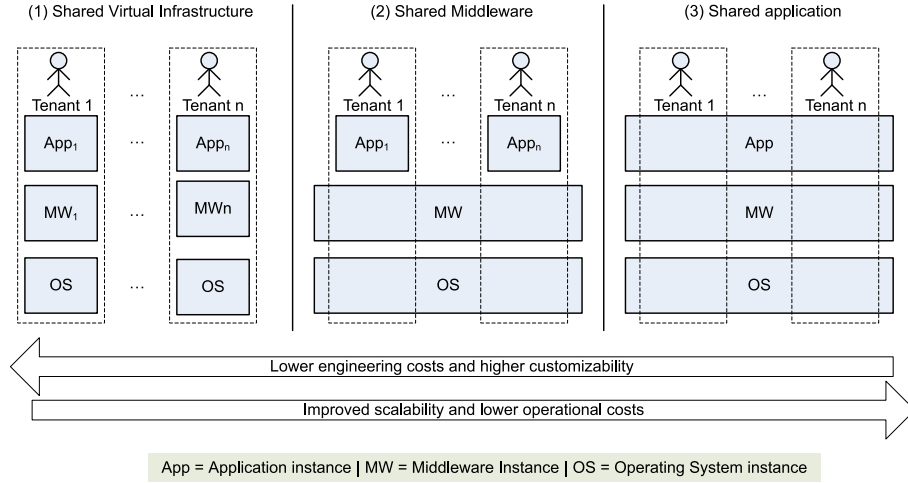 (1) Shared Virtual Infrastructure
(2) Shared Middleware
(3) Shared application
Tenant 1 ... Tenant n
Tenant 1 ... Tenant n
Tenant 1 ... Tenant n
App1 ... Appn
App1 ... Appn
App
MW1 ... MWn
MW
MW
OS ... OS
OS
OS
Lower engineering costs and higher customizability
Improved scalability and lower operational costs
App = Application instance | MW = Middleware Instance | OS = Operating System instance